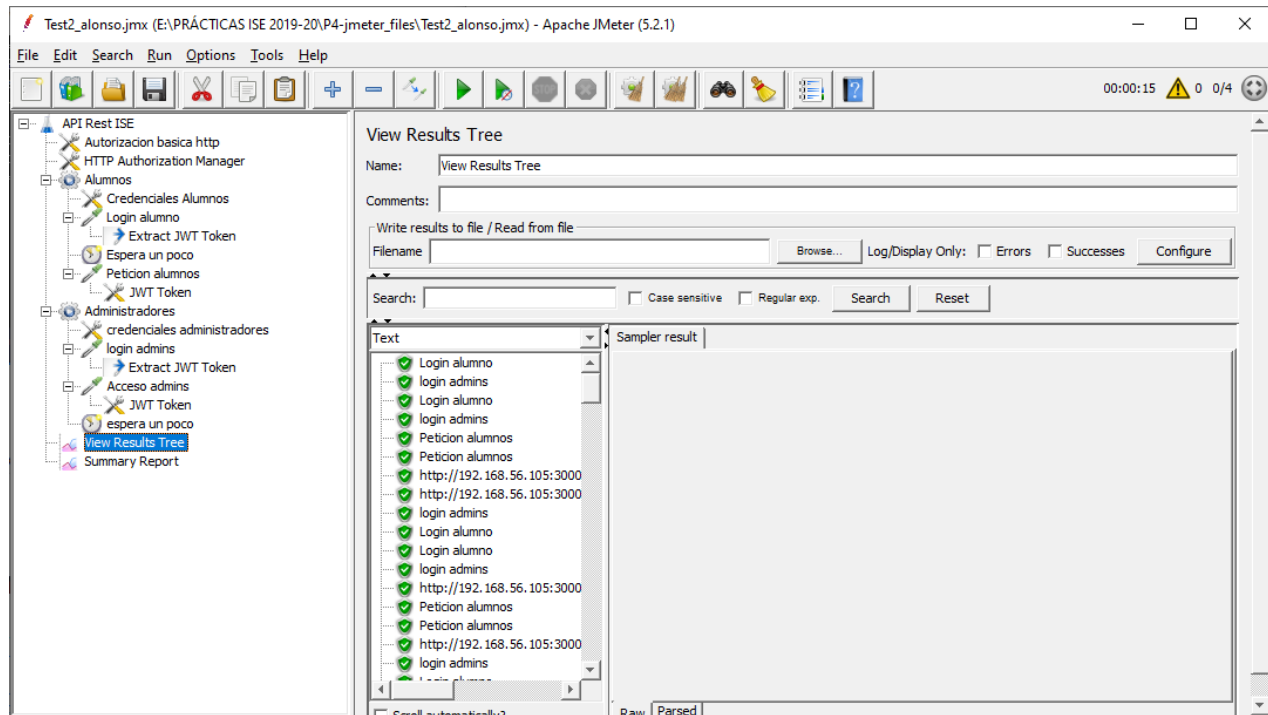 Test2_alonso.jmx (E:\PRÁCTICAS ISE 2019-20\P4-jmeter_files\Test2_alonso.jmx) - Apache JMeter (5.2.1)
File Edit Search Run Options Tools Help
STOP
00:00:15 0 0/4
API Rest ISE
Autorizacion basica http
HTTP Authorization Manager
Alumnos
Credenciales Alumnos
Login alumno
Extract JWT Token
Espera un poco
Peticion alumnos
JWT Token
Administradores
credenciales administradores
login admins
Extract JWT Token
Acceso admins
JWT Token
espera un poco
View Results Tree
Summary Report
View Results Tree
Name: View Results Tree
Comments:
Write results to file / Read from file
Filename Browse... Log/Display Only: Errors Successes Configure
Search: Case sensitive Regular exp. Search Reset
Text
Login alumno
login admins
Login alumno
login admins
Peticion alumnos
Peticion alumnos
http://192.168.56.105:3000
http://192.168.56.105:3000
login admins
Login alumno
Login alumno
login admins
http://192.168.56.105:3000
Peticion alumnos
Peticion alumnos
http://192.168.56.105:3000
login admins
Login alumno
Scroll automatically?
Sampler result
Raw Parsed